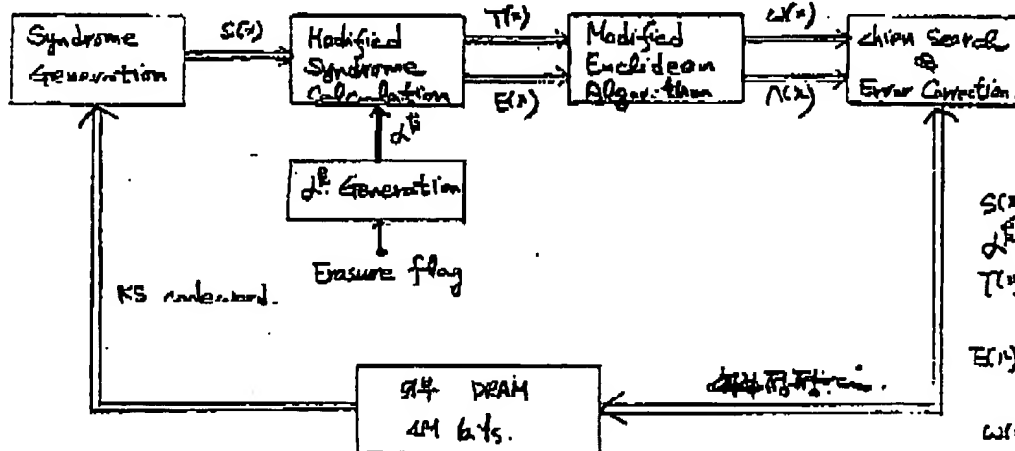 Syndrome
Generation
S(x)
Modified
Syndrome
Calculation
T(x)
E(x)
Modified
Euclidean
Algorithm
ω(x)
Λ(x)
Chien Search
&
Error Correction
α
Generation
Erasure flag
RS codeword.
외부 DRAM
4M bits.
S(x
T(x
E(x)
ω(